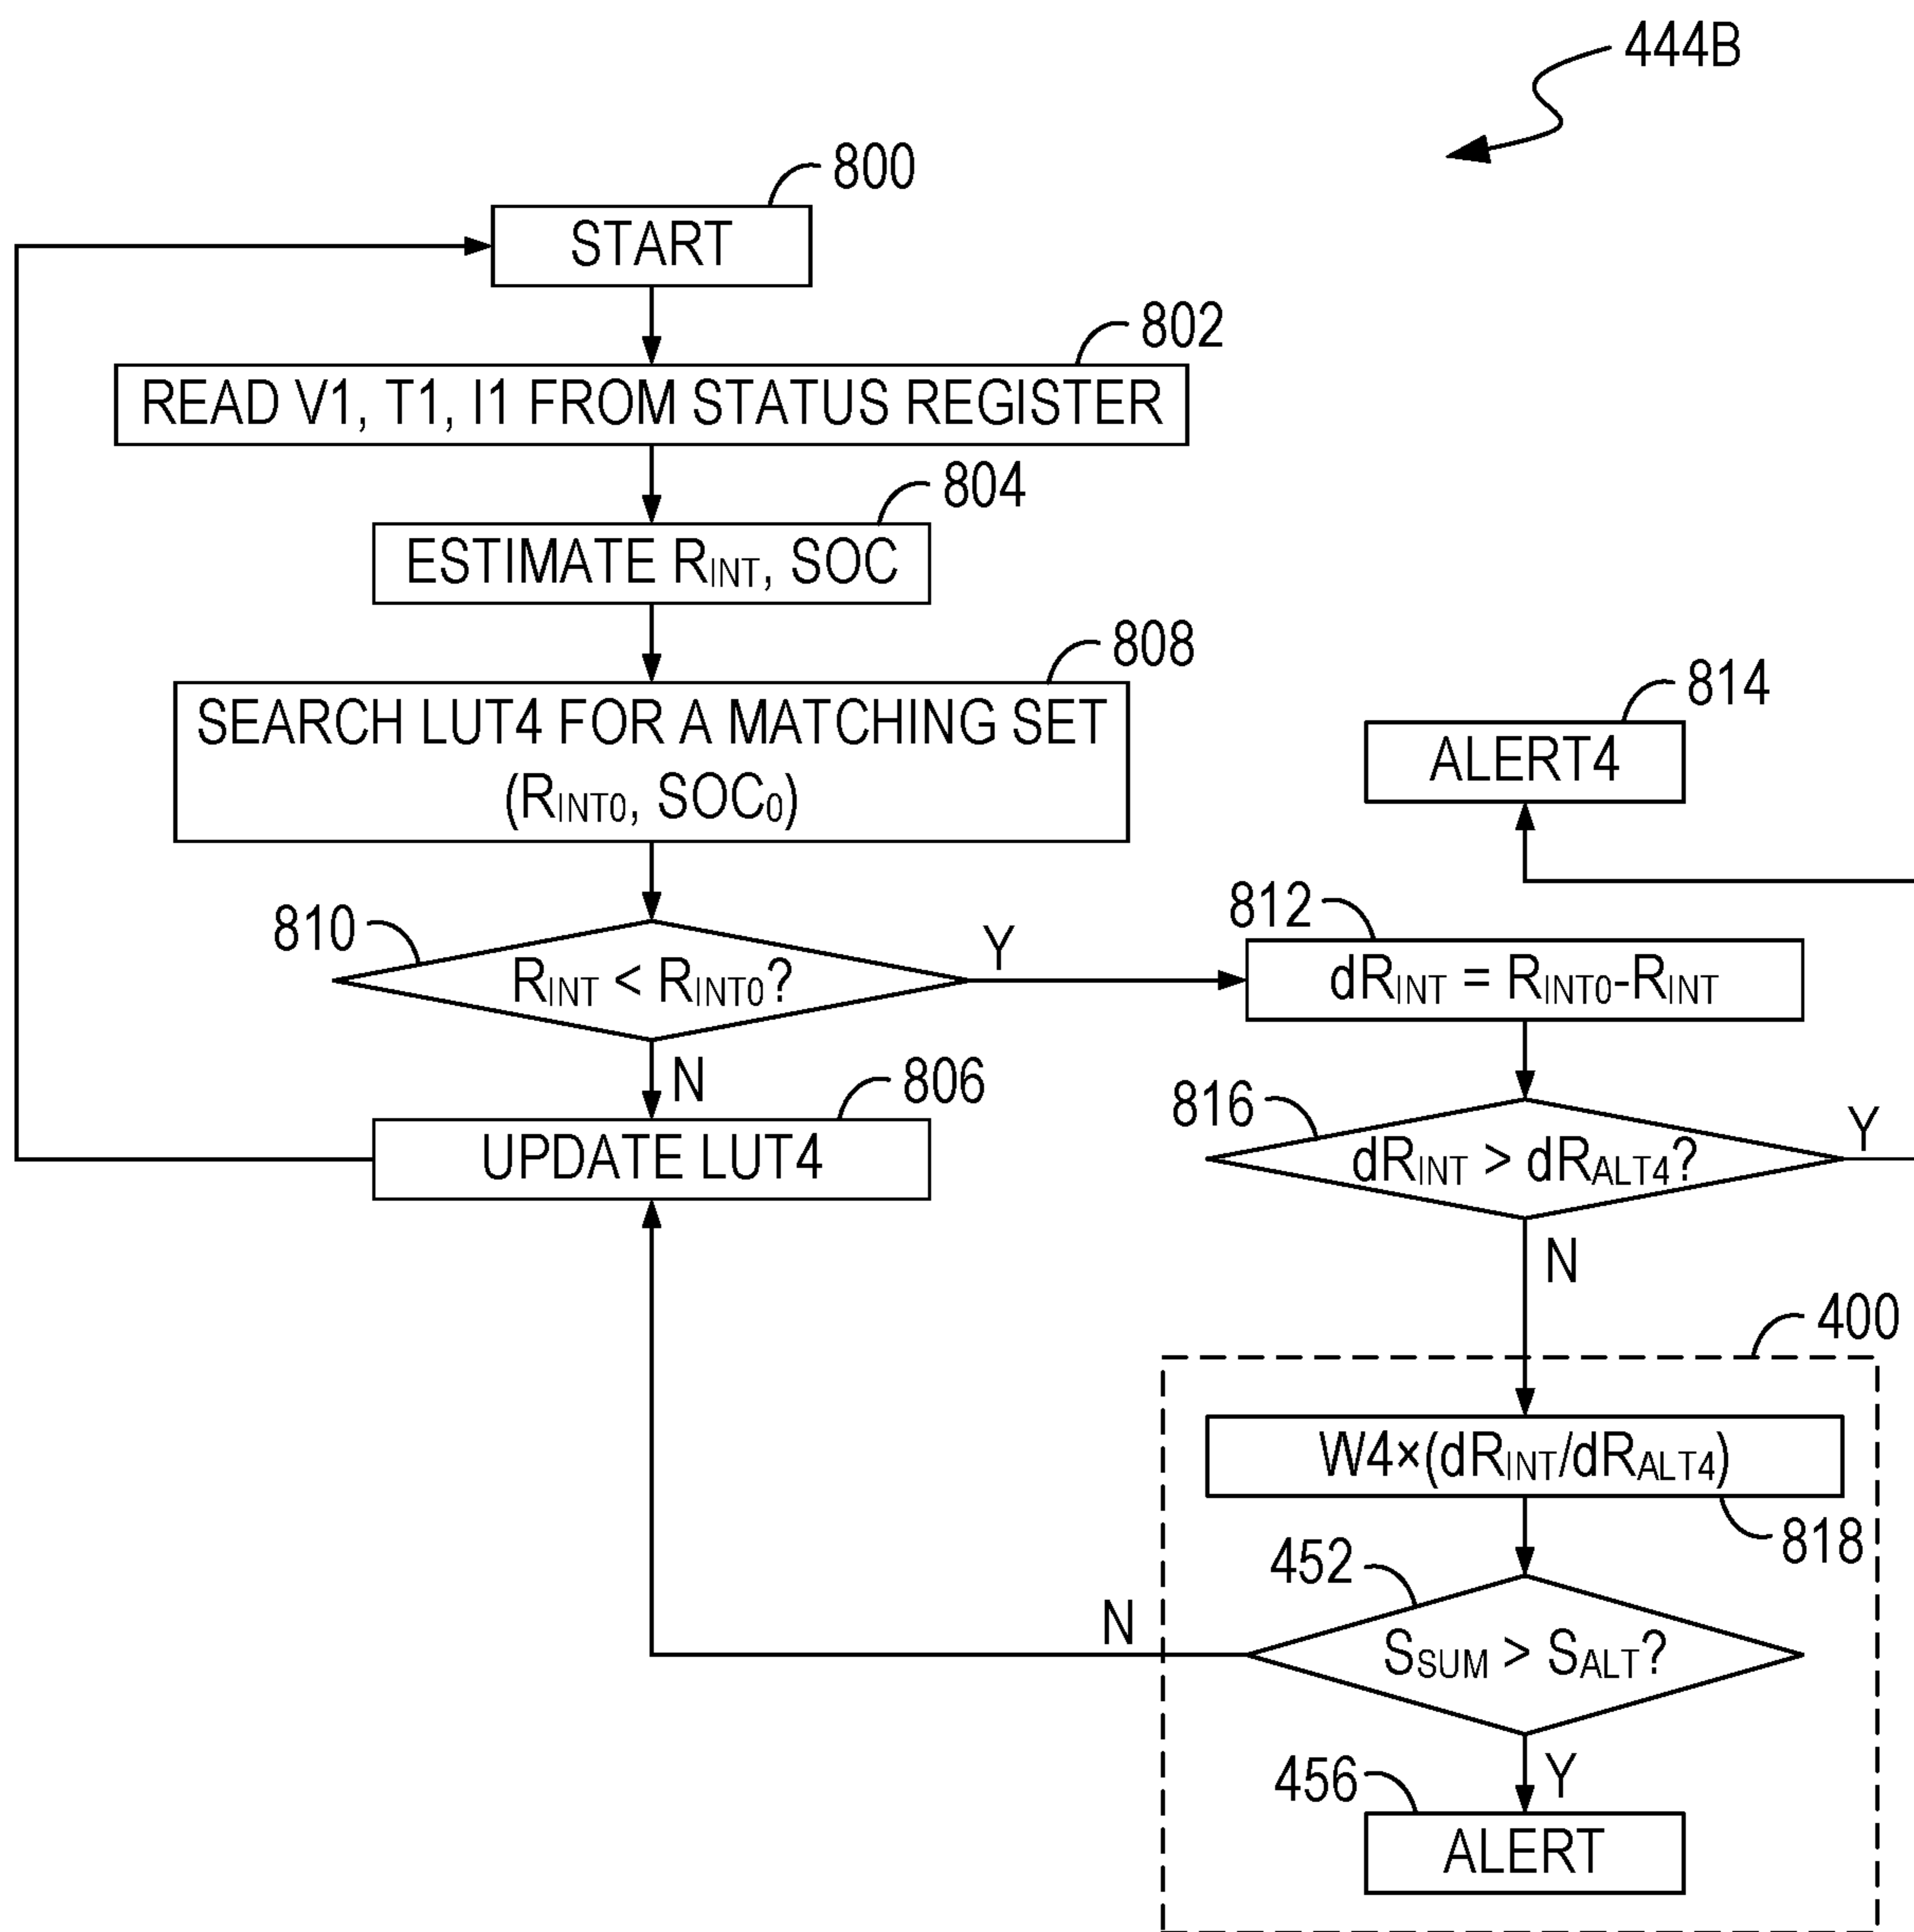 444B
800
START
802
READ V1, T1, I1 FROM STATUS REGISTER
804
ESTIMATE RINT, SOC
808
SEARCH LUT4 FOR A MATCHING SET
(RINT0, SOC0)
814
ALERT4
810
RINT < RINT0?
Y
812
dRINT = RINT0-RINT
N
806
UPDATE LUT4
816
dRINT > dRALT4?
Y
N
400
W4×(dRINT/dRALT4)
818
452
SSUM > SALT?
N
Y
456
ALERT